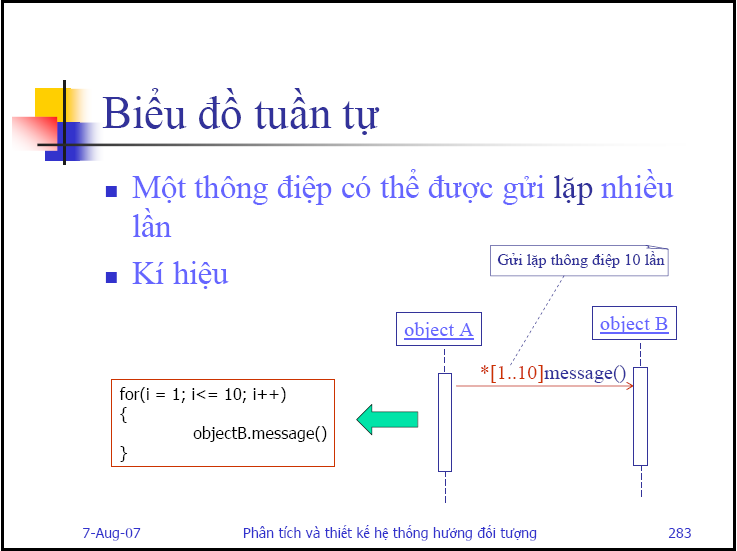 Biểu đồ tuần tự
Một thông điệp có thể được gửi lặp nhiều
lần
Kí hiệu
Gửi lặp thông điệp 10 lần
object A
object B
*[1..10]message()
for(i = 1; i<= 10; i++)
{
objectB.message()
}
7-Aug-07
Phân tích và thiết kế hệ thống hướng đối tượng
283